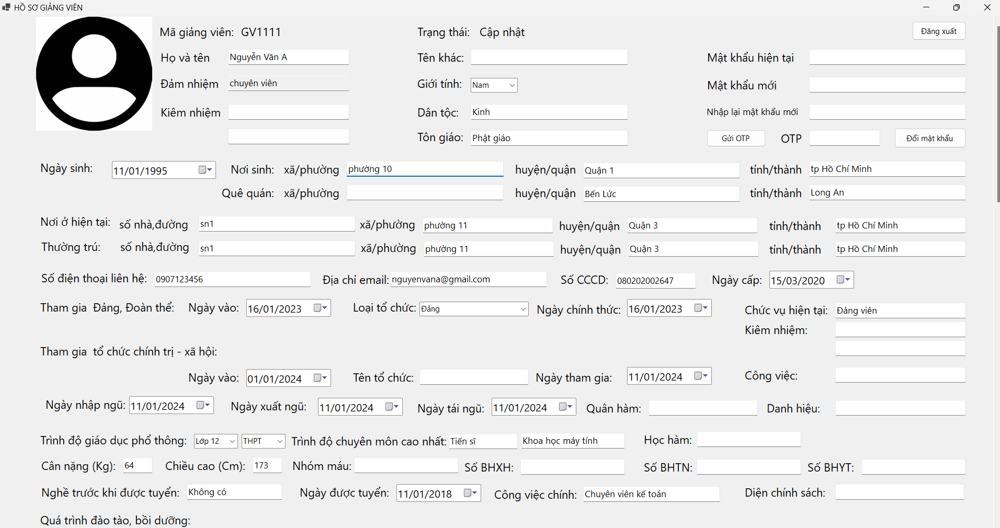 HỒ SƠ GIẢNG VIÊN
Mã giảng viên: GV1111 Trạng thái: Cập nhật Đăng xuất
Họ và tên Nguyễn Văn A Tên khác: Mật khẩu hiện tại
Đảm nhiệm chuyên viên Giới tính: Nam Mật khẩu mới
Kiêm nhiệm Dân tộc: Kinh Nhập lại mật khẩu mới
Tôn giáo: Phật giáo Gửi OTP OTP Đổi mật khẩu
Ngày sinh: 11/01/1995 Nơi sinh: xã/phường phường 10 huyện/quận Quận 1 tỉnh/thành tp Hồ Chí Minh
Quê quán: xã/phường huyện/quận Bến Lức tỉnh/thành Long An
Nơi ở hiện tại: số nhà,đường sn1 xã/phường phường 11 huyện/quận Quận 3 tỉnh/thành tp Hồ Chí Minh
Thường trú: số nhà,đường sn1 xã/phường phường 11 huyện/quận Quận 3 tỉnh/thành tp Hồ Chí Minh
Số điện thoại liên hệ: 0907123456 Địa chỉ email: nguyenvana@gmail.com Số CCCD: 080202002647 Ngày cấp: 15/03/2020
Tham gia Đảng, Đoàn thể: Ngày vào: 16/01/2023 Loại tổ chức: Đảng Ngày chính thức: 16/01/2023 Chức vụ hiện tại: Đảng viên
Kiêm nhiệm:
Tham gia tổ chức chính trị - xã hội:
Ngày vào: 01/01/2024 Tên tổ chức: Ngày tham gia: 11/01/2024 Công việc:
Ngày nhập ngũ: 11/01/2024 Ngày xuất ngũ: 11/01/2024 Ngày tái ngũ: 11/01/2024 Quân hàm: Danh hiệu:
Trình độ giáo dục phổ thông: Lớp 12 THPT Trình độ chuyên môn cao nhất: Tiến sĩ Khoa học máy tính Học hàm:
Cân nặng (Kg): 64 Chiều cao (Cm): 173 Nhóm máu: Số BHXH: Số BHTN: Số BHYT:
Nghề trước khi được tuyển: Không có Ngày được tuyển: 11/01/2018 Công việc chính: Chuyên viên kế toán Diện chính sách:
Quá trình đào tào, bồi dưỡng: